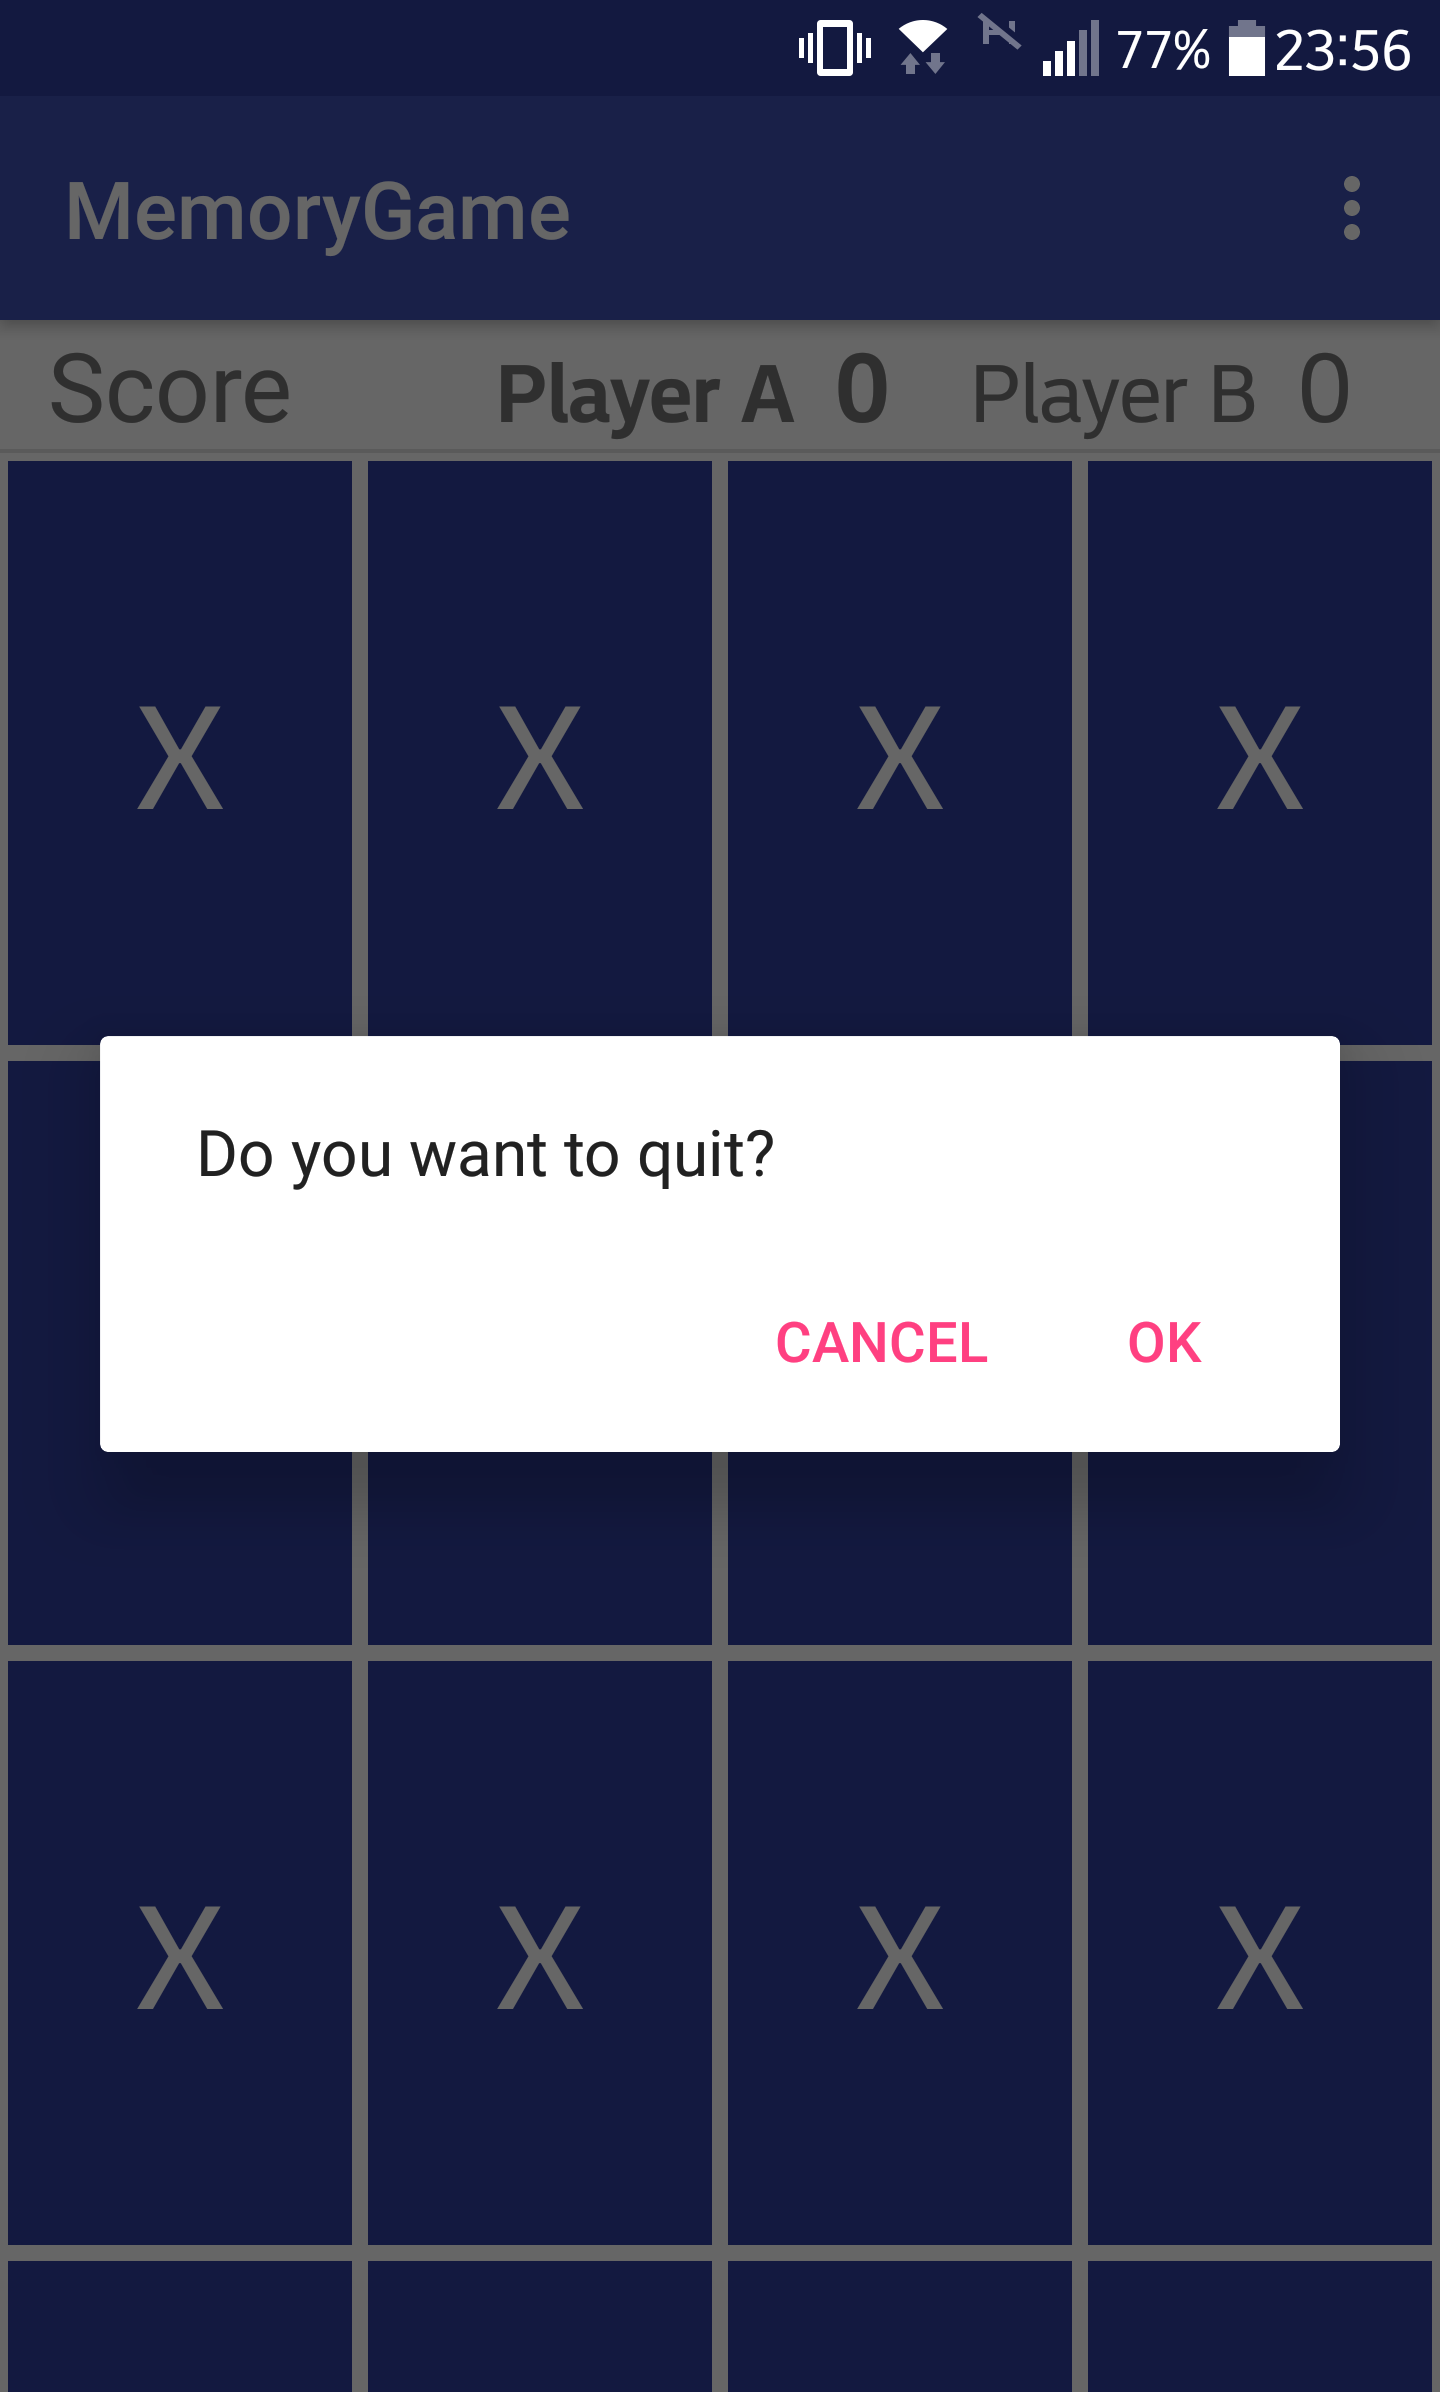 77% 23:56
MemoryGame
Score Player A 0 Player B 0
X X X X
Do you want to quit?
CANCEL OK
X X X X